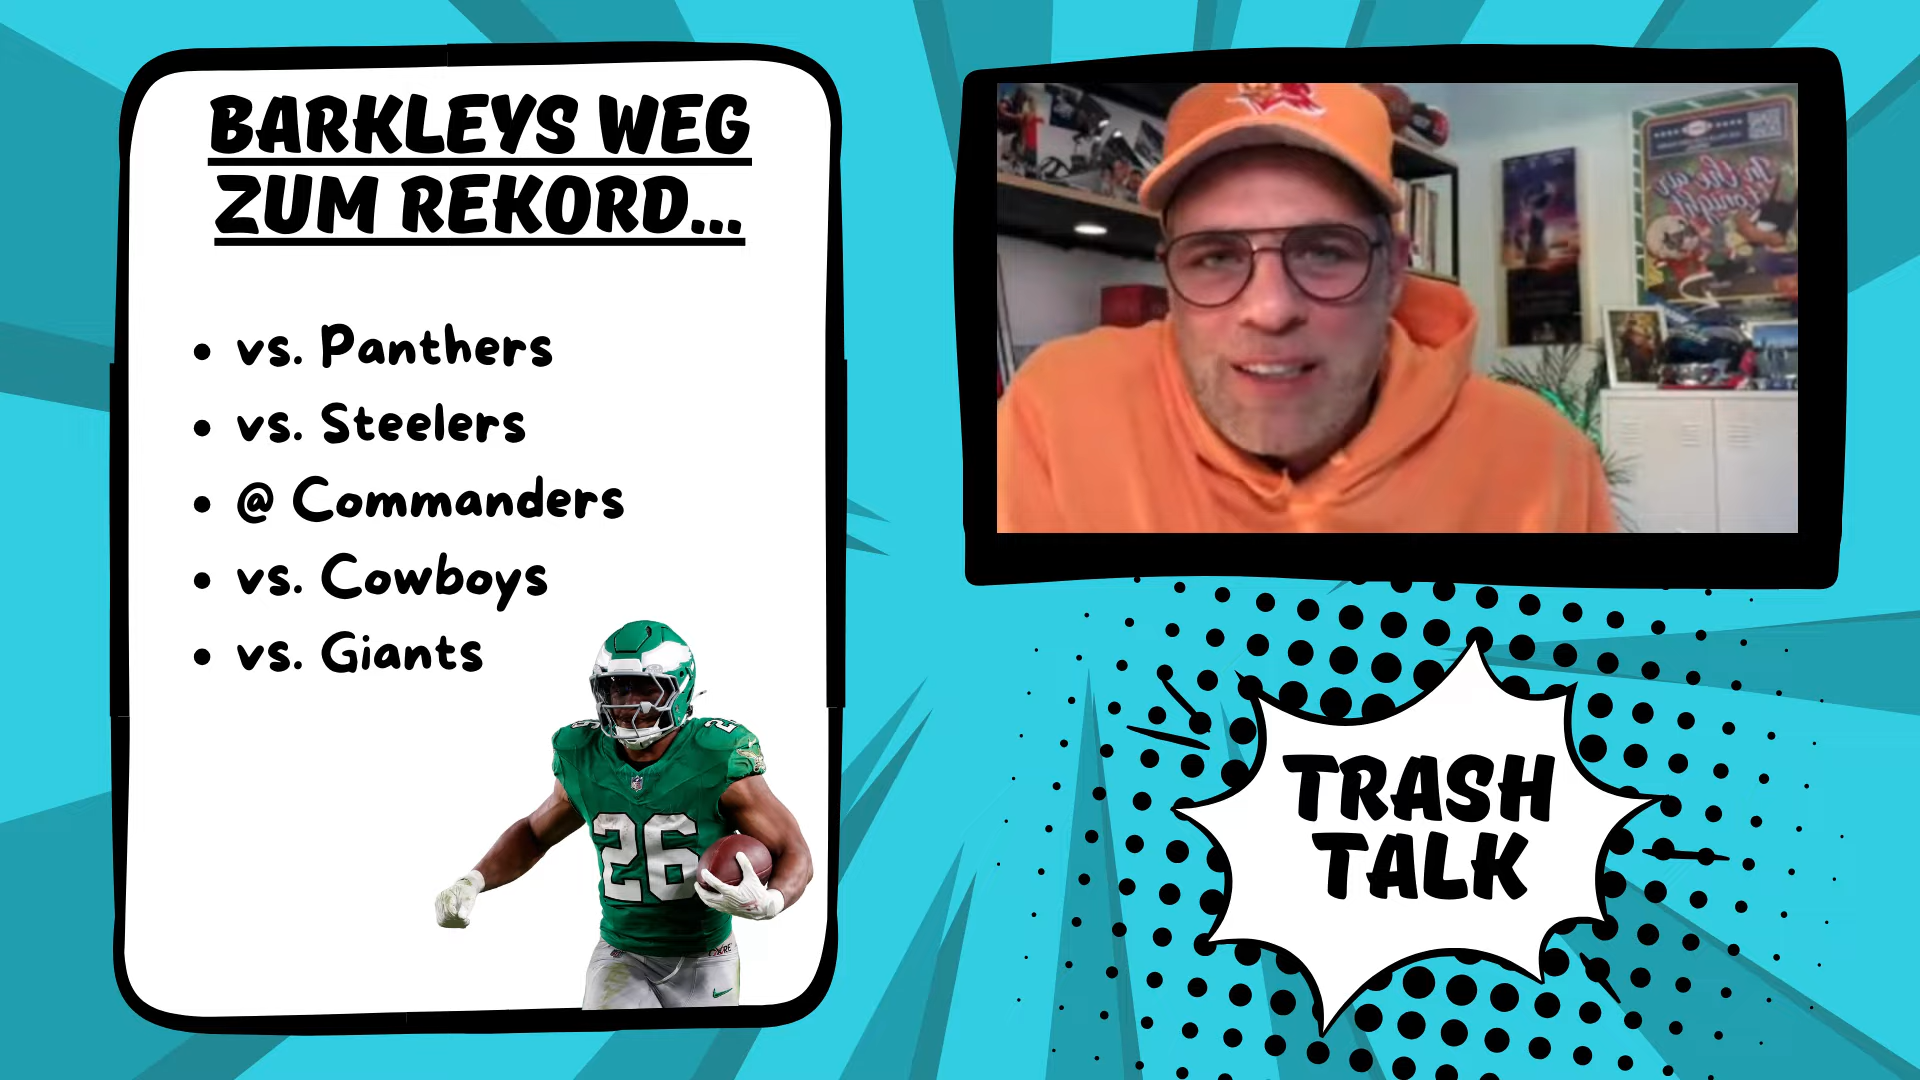 BARKLEYS WEG
ZUM REKORD...
• vs. Panthers
• vs. Steelers
• @ Commanders
• vs. Cowboys
• vs. Giants
26
TRASH
TALK